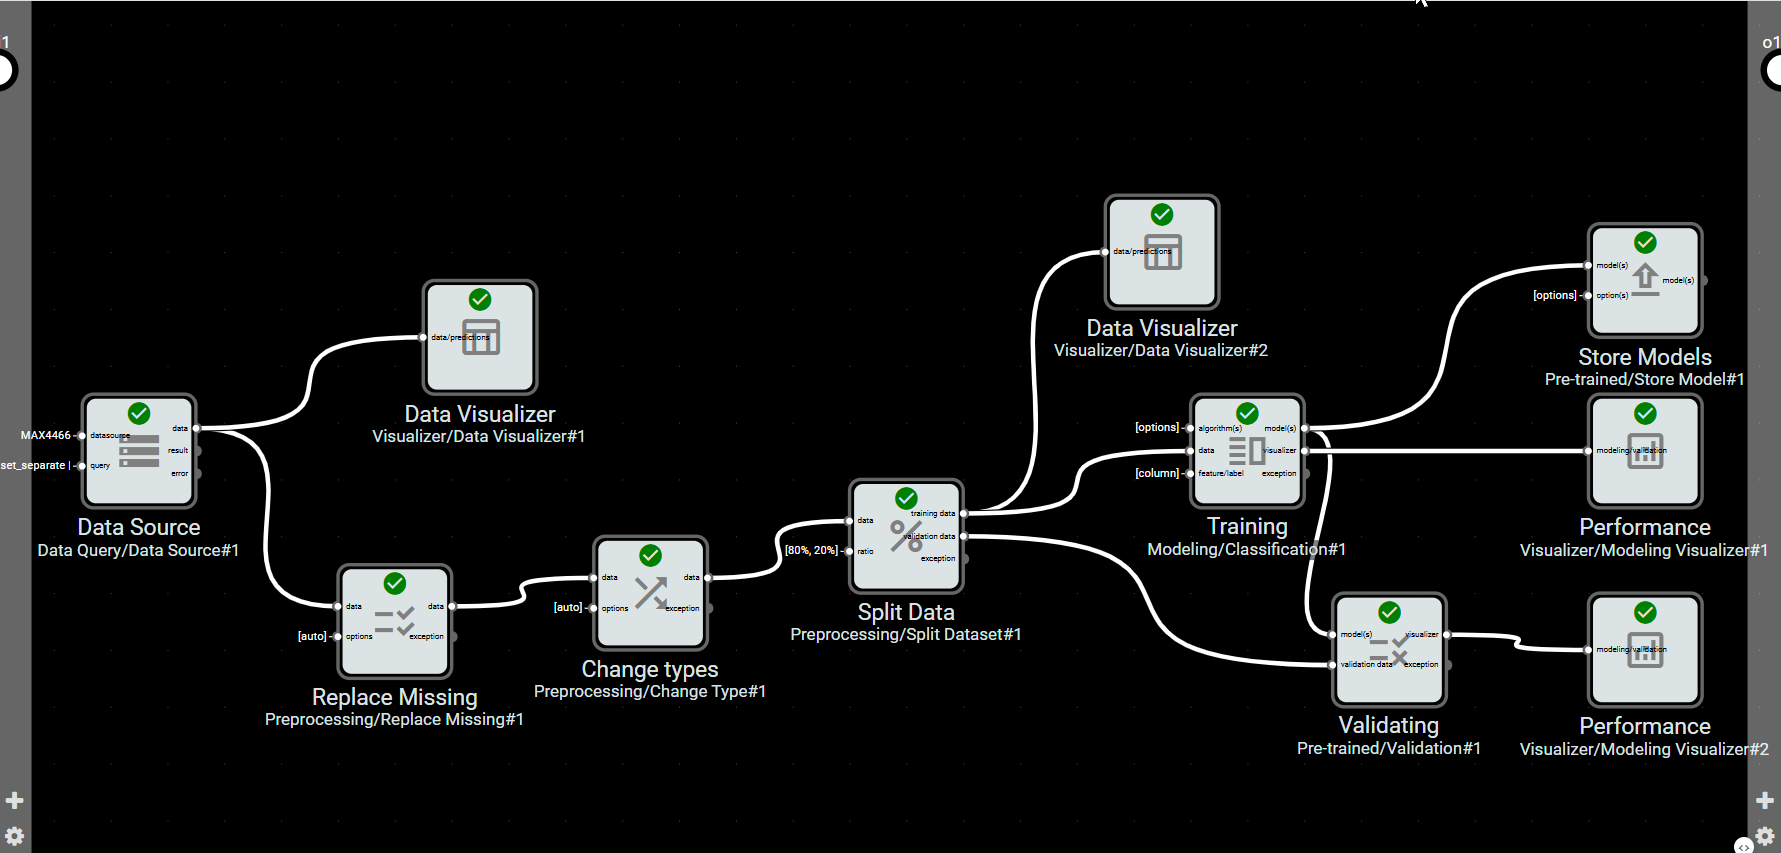 1
o1
data/predictions
Data Visualizer
Visualizer/Data Visualizer#2
model(s)
model(s)
[options]
option(s)
Store Models
Pre-trained/Store Model#1
data/predictions
Data Visualizer
Visualizer/Data Visualizer#1
MAX4466
datasource
data
result
set_separate |
query
error
Data Source
Data Query/Data Source#1
[options]
algorithm(s)
model(s)
data
visualizer
[column]
feature/label
exception
Training
Modeling/Classification#1
modeling/validation
Performance
Visualizer/Modeling Visualizer#1
data
training data
validation data
[80%, 20%]
ratio
exception
Split Data
Preprocessing/Split Dataset#1
data
data
[auto]
options
exception
Change types
Preprocessing/Change Type#1
data
data
[auto]
options
exception
Replace Missing
Preprocessing/Replace Missing#1
model(s)
visualizer
validation data
exception
Validating
Pre-trained/Validation#1
modeling/validation
Performance
Visualizer/Modeling Visualizer#2